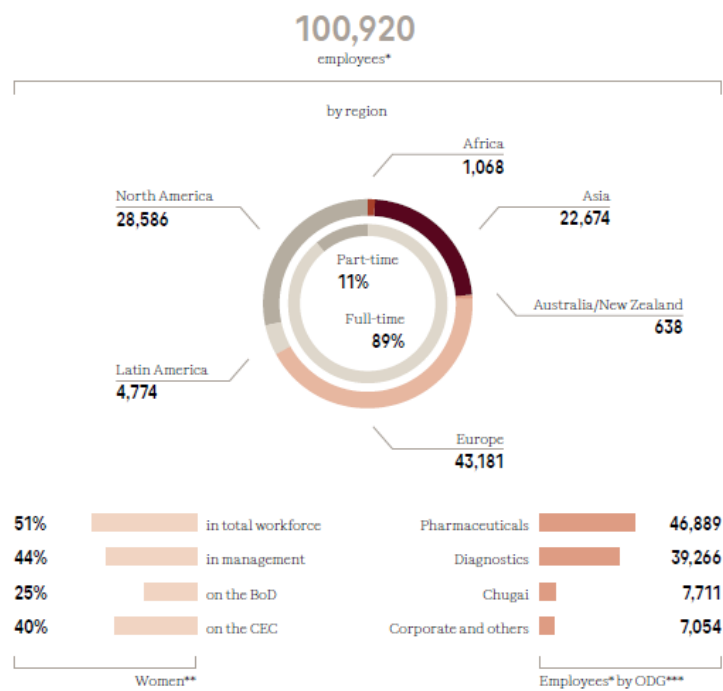 100,920
employees*
by region
Africa
1,068
North America
28,586
Asia
22,674
Part-time
11%
Full-time
89%
Australia/New Zealand
638
Latin America
4,774
Europe
43,181
51% in total workforce
44% in management
25% on the BoD
40% on the CEC
Women**
Pharmaceuticals 46,889
Diagnostics 39,266
Chugai 7,711
Corporate and others 7,054
Employees* by ODG***